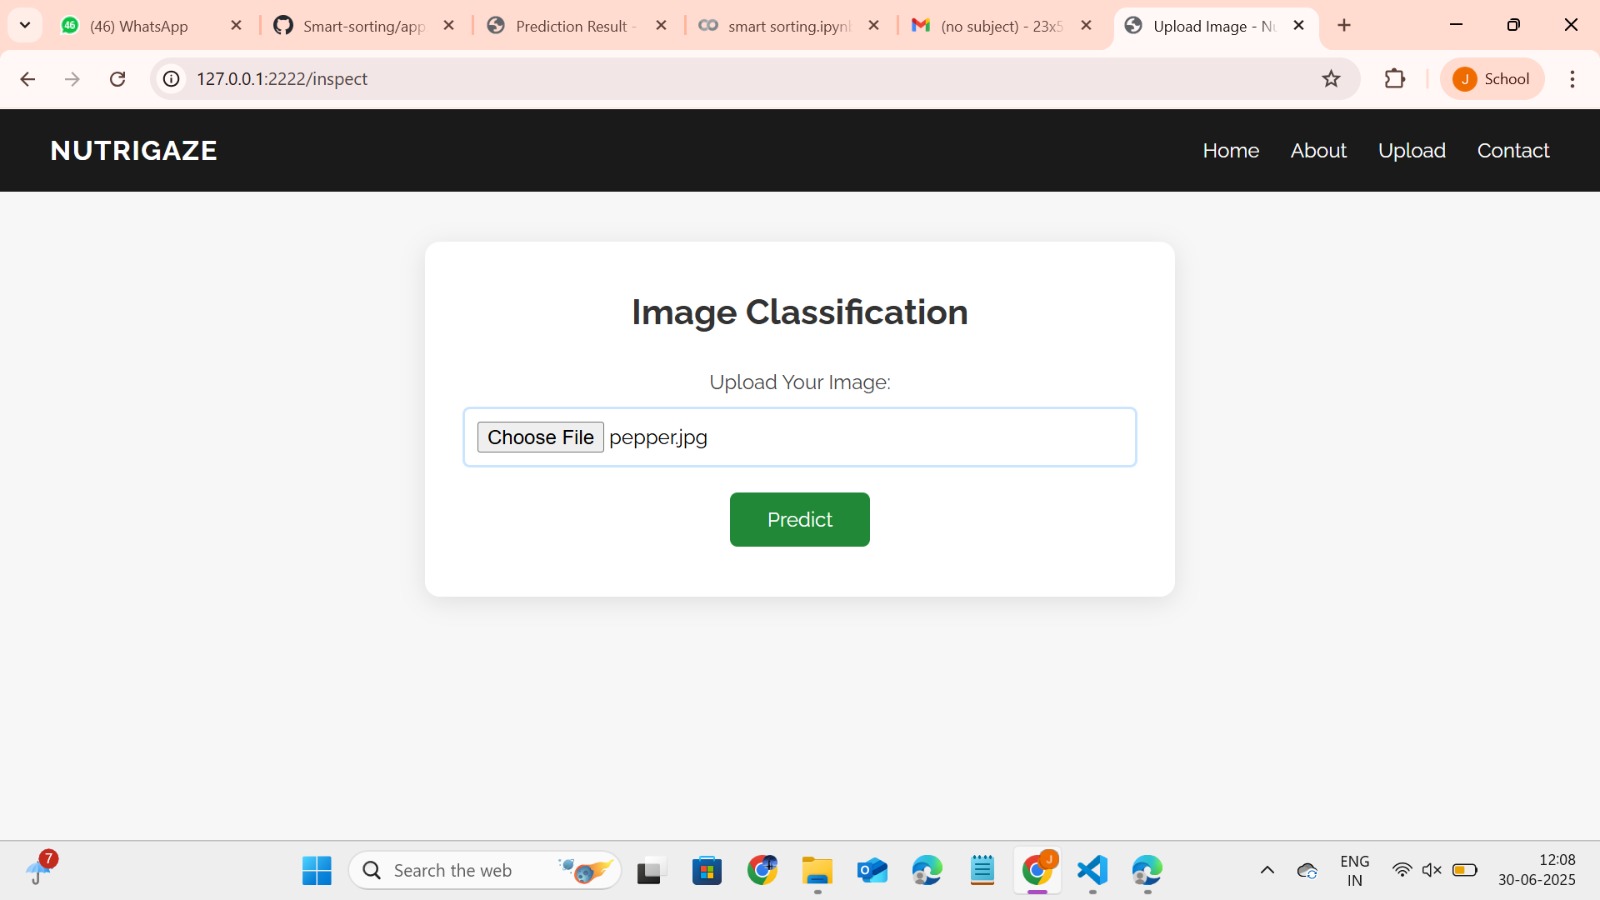 46 (46) WhatsApp
Smart-sorting/app
Prediction Result -
smart sorting.ipynb
(no subject) - 23x5
Upload Image - Nu
127.0.0.1:2222/inspect
J School
NUTRIGAZE
Home About Upload Contact
Image Classification
Upload Your Image:
Choose File pepper.jpg
Predict
7
Search the web
J
ENG
IN
12:08
30-06-2025